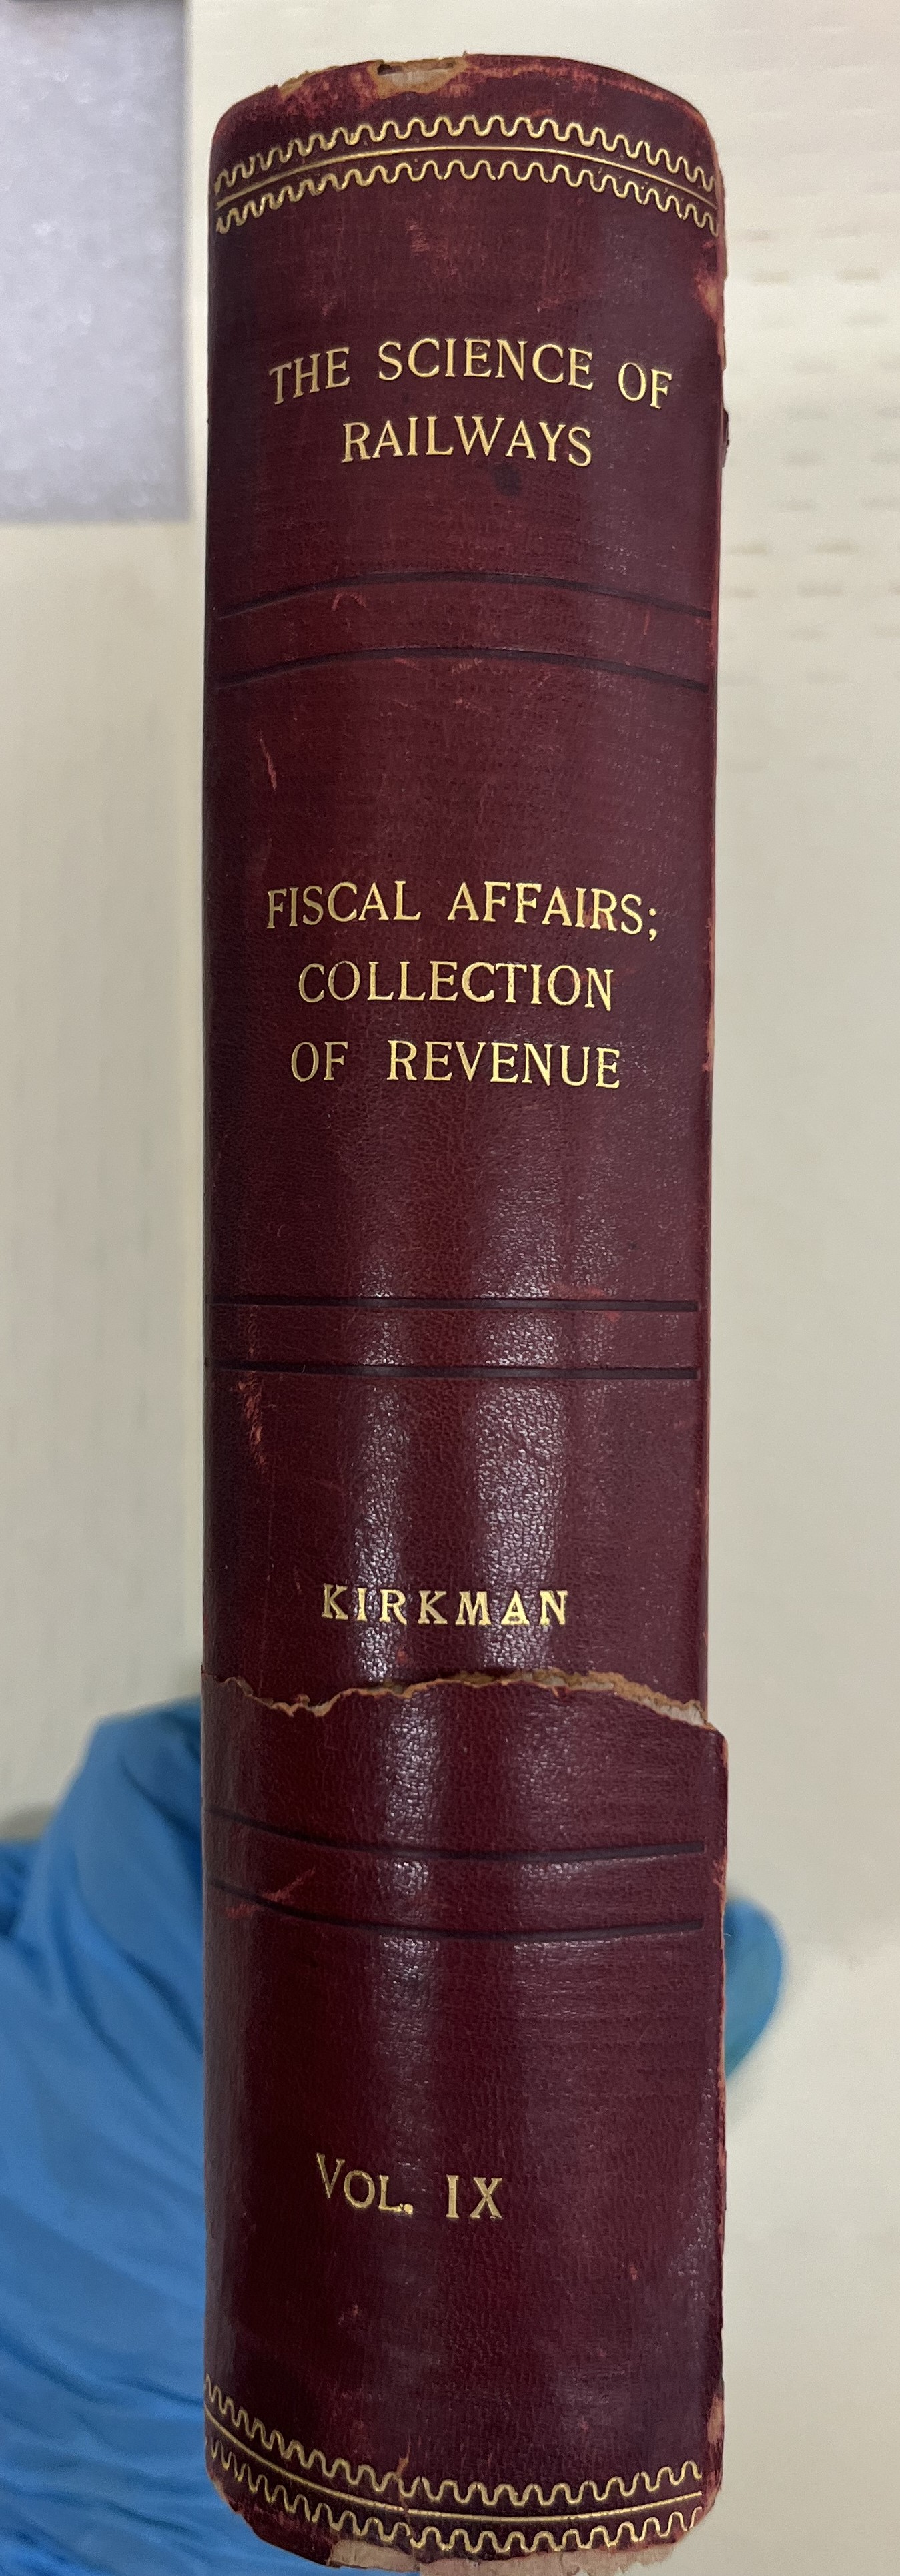 THE SCIENCE OF
RAILWAYS
FISCAL AFFAIRS;
COLLECTION
OF REVENUE
KIRKMAN
VOL. IX